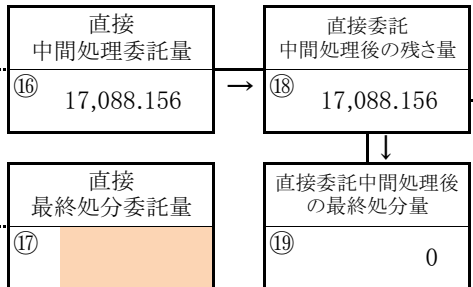 直接
中間処理委託量
⑯ 17,088.156
→
直接委託
中間処理後の残さ量
⑱ 17,088.156
↓
直接
最終処分委託量
⑰
直接委託中間処理後
の最終処分量
⑲ 0